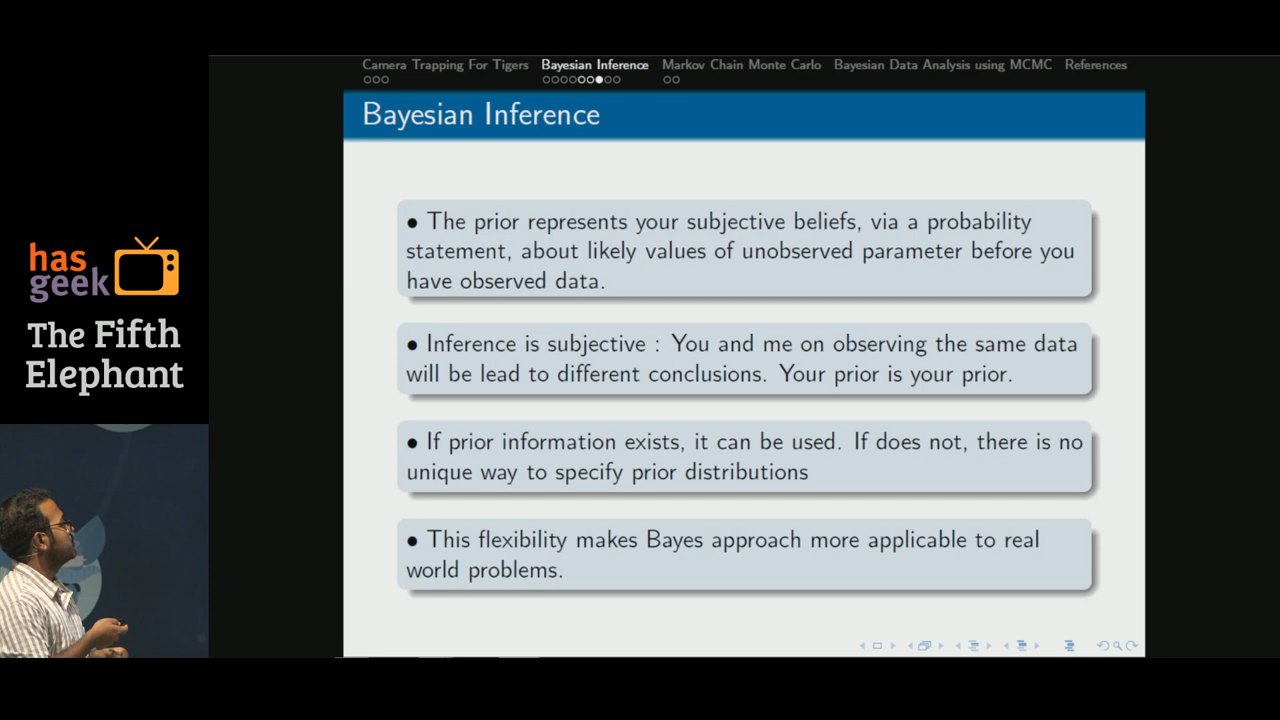 Camera Trapping For Tigers Bayesian Inference Markov Chain Monte Carlo Bayesian Data Analysis using MCMC References
Bayesian Inference
• The prior represents your subjective beliefs, via a probability
statement, about likely values of unobserved parameter before you
have observed data.
• Inference is subjective : You and me on observing the same data
will be lead to different conclusions. Your prior is your prior.
• If prior information exists, it can be used. If does not, there is no
unique way to specify prior distributions
• This flexibility makes Bayes approach more applicable to real
world problems.
has
geek
The Fifth
Elephant